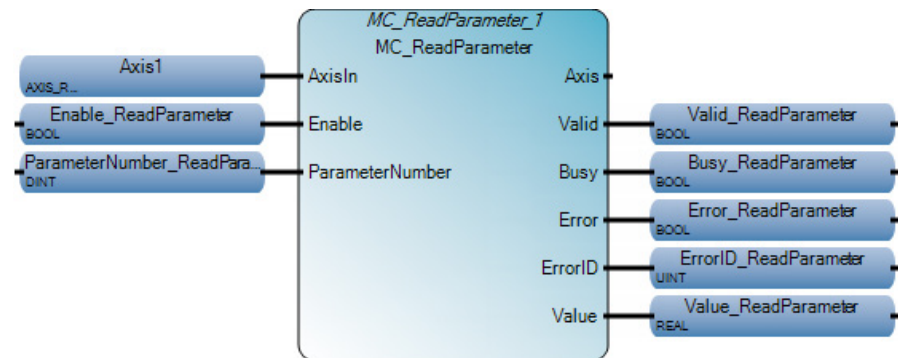 MC_ReadParameter_1
MC_ReadParameter
Axis1
AXIS_R...
AxisIn
Axis
Enable_ReadParameter
BOOL
Enable
Valid
Valid_ReadParameter
BOOL
ParameterNumber_ReadPara...
DINT
ParameterNumber
Busy
Busy_ReadParameter
BOOL
Error
Error_ReadParameter
BOOL
ErrorID
ErrorID_ReadParameter
UINT
Value
Value_ReadParameter
REAL